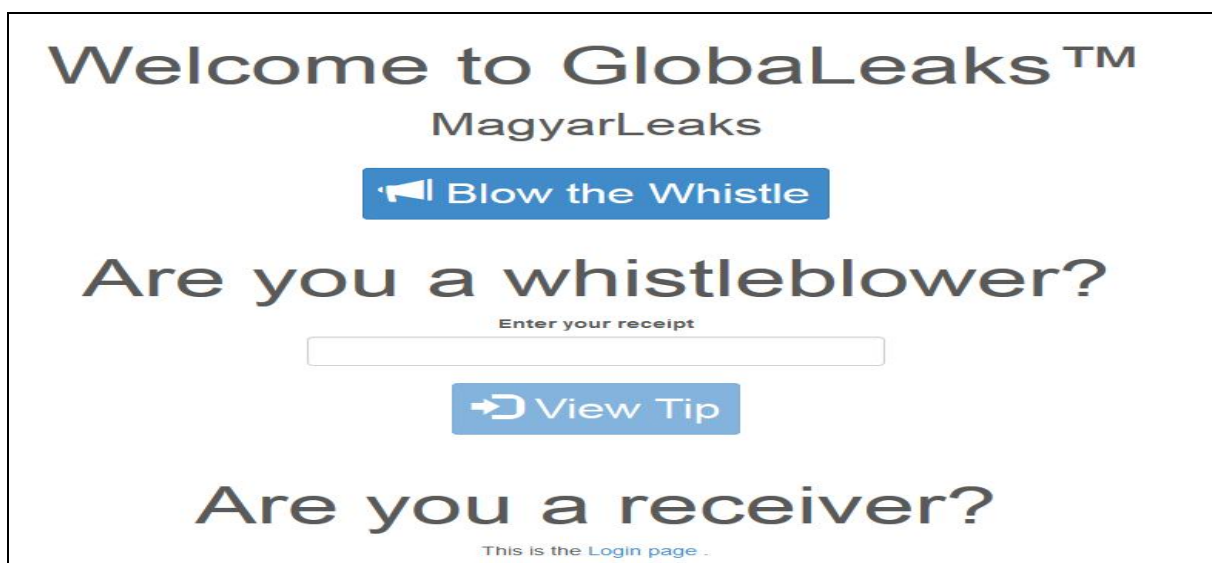 Welcome to GlobaLeaks™
MagyarLeaks
Blow the Whistle
Are you a whistleblower?
Enter your receipt
View Tip
Are you a receiver?
This is the Login page .